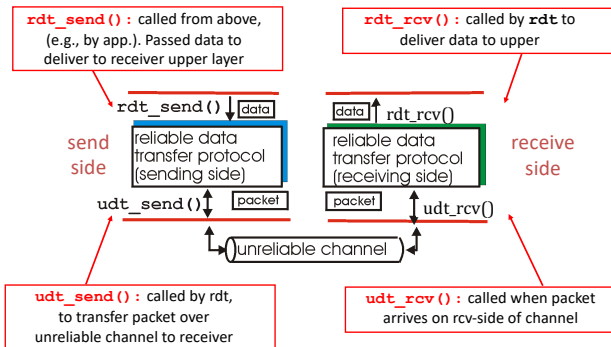 rdt_send(): called from above,
(e.g., by app.). Passed data to
deliver to receiver upper layer
rdt_rcv(): called by rdt to
deliver data to upper
rdt_send()
data
data
rdt_rcv()
send
side
reliable data
transfer protocol
(sending side)
reliable data
transfer protocol
(receiving side)
receive
side
udt_send()
packet
packet
udt_rcv()
unreliable channel
udt_send(): called by rdt,
to transfer packet over
unreliable channel to receiver
udt_rcv(): called when packet
arrives on rcv-side of channel